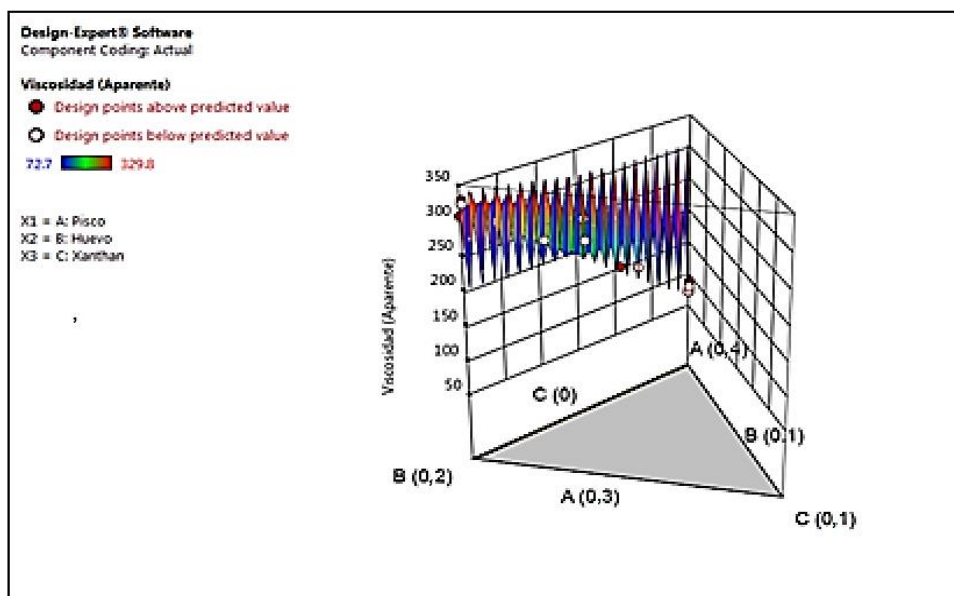 Design-Expert® Software
Component Coding: Actual
Viscosidad (Aparente)
Design points above predicted value
Design points below predicted value
72.7 329.8
X1 = A: Pisco
X2 = B: Huevo
X3 = C: Xanthan
,
350
300
250
200
150
100
50
Viscosidad (Aparente)
A (0,4)
C (0)
B (0,1)
B (0,2)
A (0,3)
C (0,1)